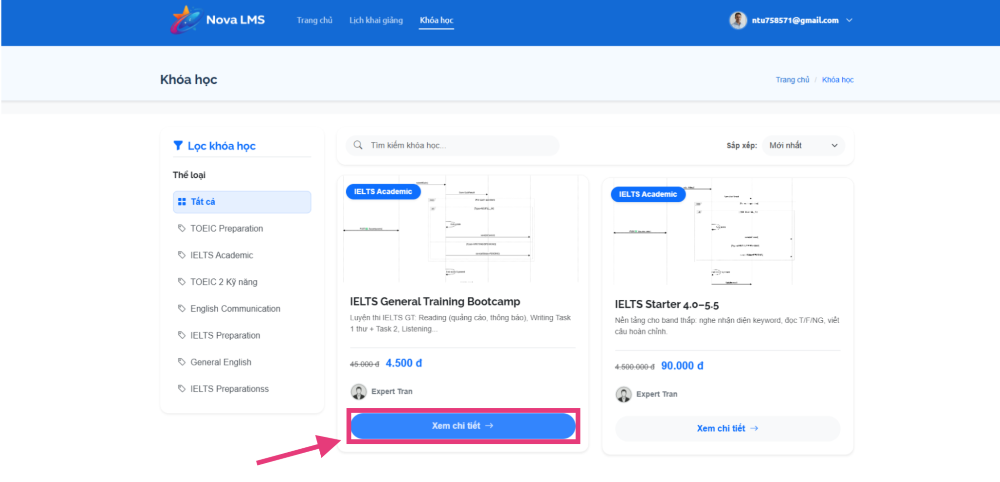 Nova LMS
Trang chủ
Lịch khai giảng
Khóa học
ntu758571@gmail.com
Khóa học
Trang chủ / Khóa học
Lọc khóa học
Thể loại
Tất cả
TOEIC Preparation
IELTS Academic
TOEIC 2 Kỹ năng
English Communication
IELTS Preparation
General English
IELTS Preparationss
Tìm kiếm khóa học...
Sắp xếp:
Mới nhất
IELTS Academic
IELTS General Training Bootcamp
Luyện thi IELTS GT: Reading (quảng cáo, thông báo), Writing Task
1 thư + Task 2, Listening...
45.000 đ 4.500 đ
Expert Tran
Xem chi tiết →
IELTS Academic
IELTS Starter 4.0–5.5
Nền tảng cho band thấp: nghe nhận diện keyword, đọc T/F/NG, viết
câu hoàn chỉnh.
4.500.000 đ 90.000 đ
Expert Tran
Xem chi tiết →